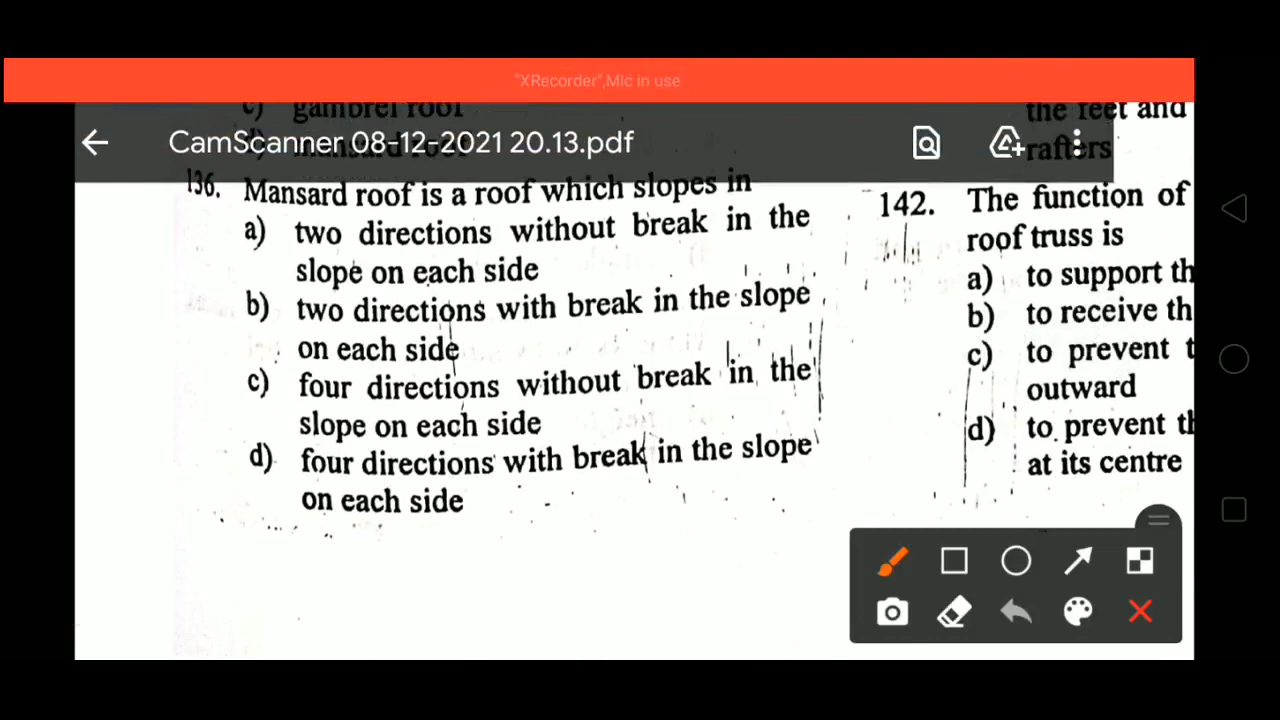 "XRecorder",Mic in use
c) gambrel roof
CamScanner 08-12-2021 20.13.pdf
d) mansard roof
136. Mansard roof is a roof which slopes in
a) two directions without break in the
slope on each side
b) two directions with break in the slope
on each side
c) four directions without break in the
slope on each side
d) four directions with break in the slope
on each side
the feet and
rafters
142. The function of
roof truss is
a) to support th
b) to receive th
c) to prevent t
outward
d) to prevent th
at its centre